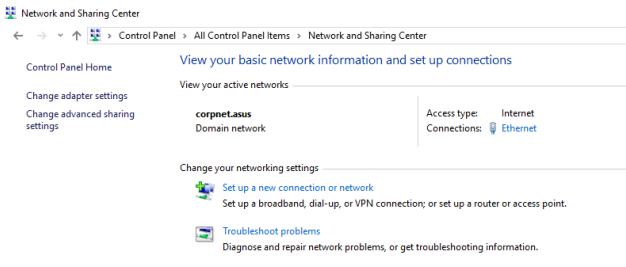 Network and Sharing Center
Control Panel > All Control Panel Items > Network and Sharing Center
Control Panel Home
Change adapter settings
Change advanced sharing
settings
View your basic network information and set up connections
View your active networks
corpnet.asus
Domain network
Access type: Internet
Connections: Ethernet
Change your networking settings
Set up a new connection or network
Set up a broadband, dial-up, or VPN connection; or set up a router or access point.
Troubleshoot problems
Diagnose and repair network problems, or get troubleshooting information.